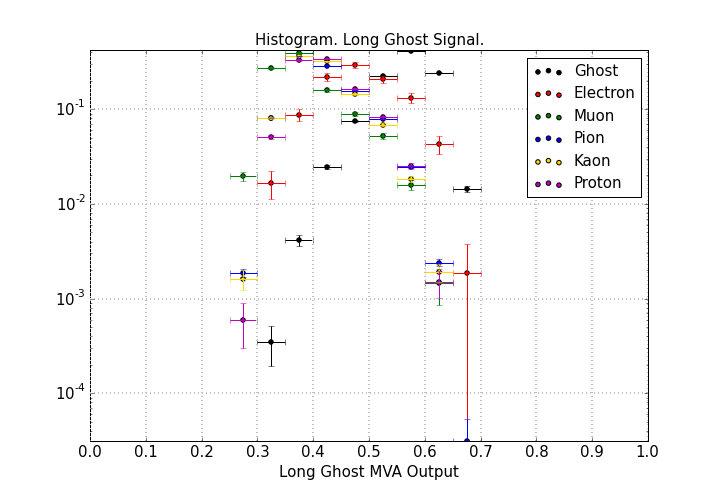 Histogram. Long Ghost Signal.
Ghost
Electron
Muon
Pion
Kaon
Proton
10^-1
10^-2
10^-3
10^-4
0.0 0.1 0.2 0.3 0.4 0.5 0.6 0.7 0.8 0.9 1.0
Long Ghost MVA Output